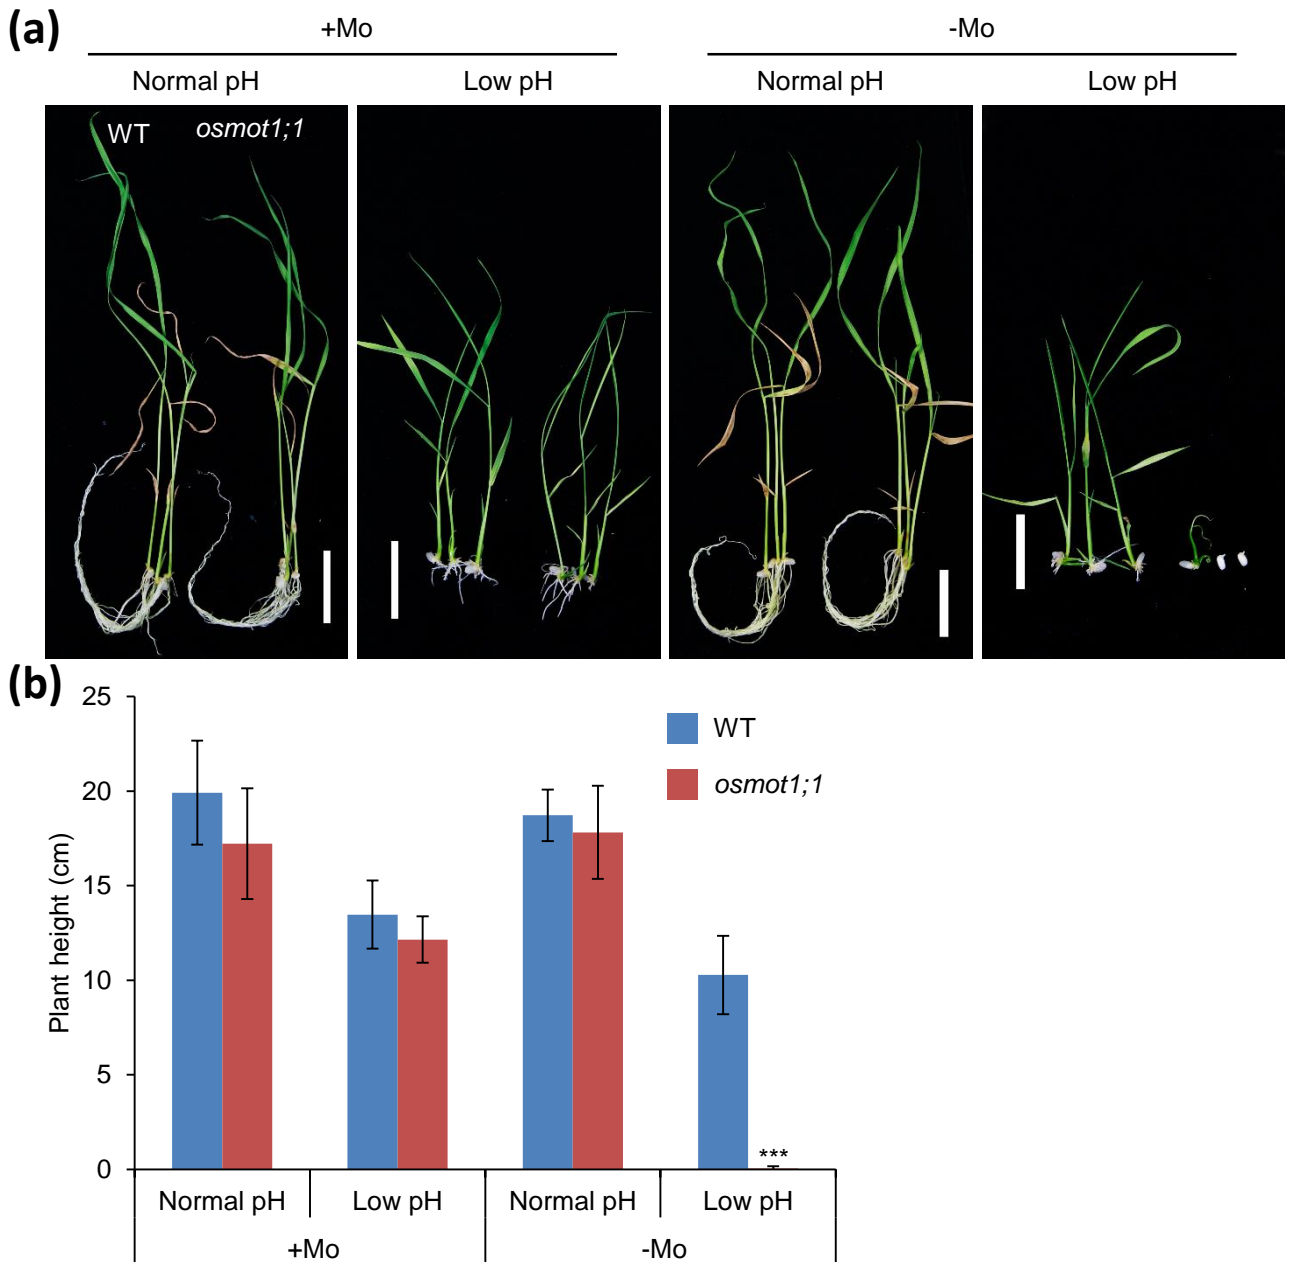 (a)
+Mo -Mo
Normal pH Low pH Normal pH Low pH
WT osmot1;1
(b)
25
20
15
10
5
0
Plant height (cm)
WT
osmot1;1
***
Normal pH Low pH Normal pH Low pH
+Mo -Mo